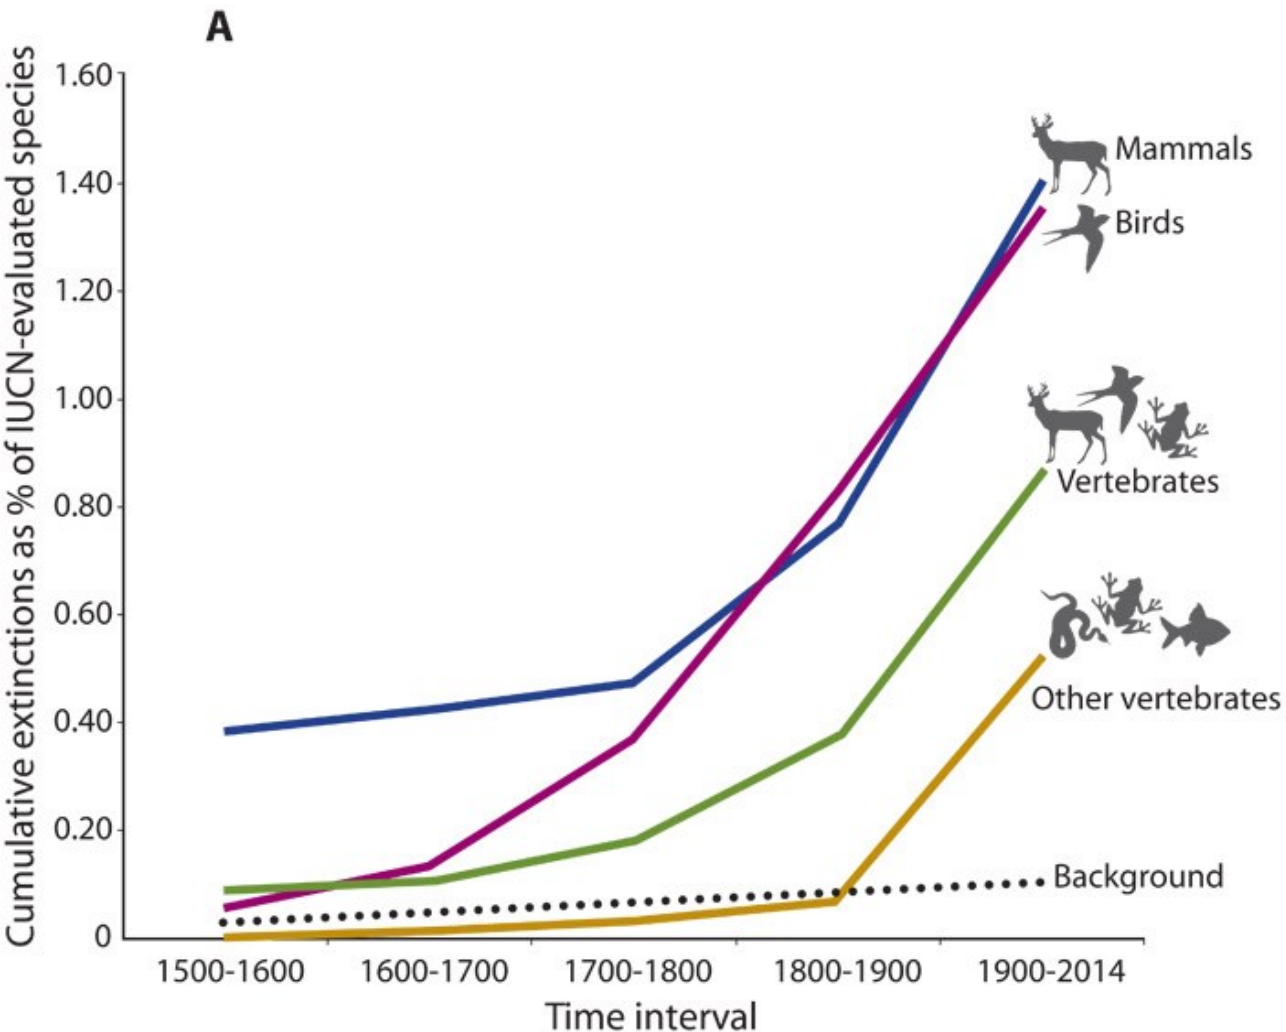 A
Cumulative extinctions as % of IUCN-evaluated species
1.60
1.40
1.20
1.00
0.80
0.60
0.40
0.20
0
Mammals
Birds
Vertebrates
Other vertebrates
Background
1500-1600 1600-1700 1700-1800 1800-1900 1900-2014
Time interval